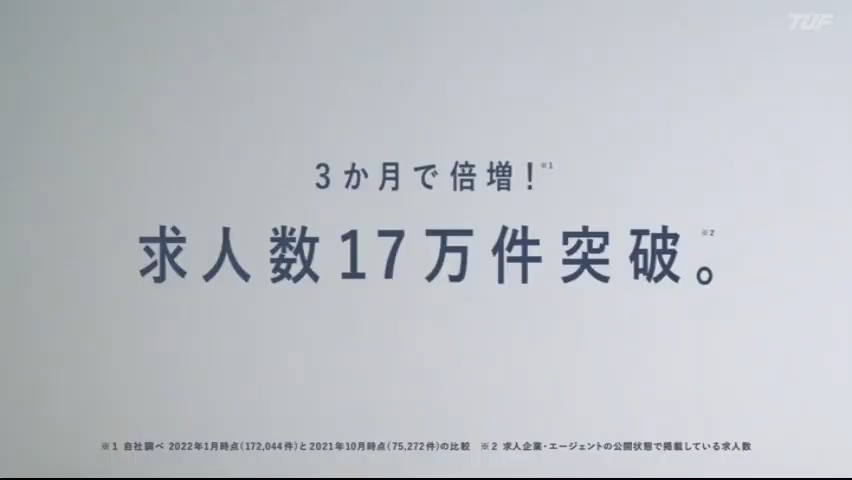 TUF
3か月で倍増！※1
求人数17万件突破。※2
※1 自社調べ 2022年1月時点(172,044件)と2021年10月時点(75,272件)の比較 ※2 求人企業・エージェントの公開状態で掲載している求人数